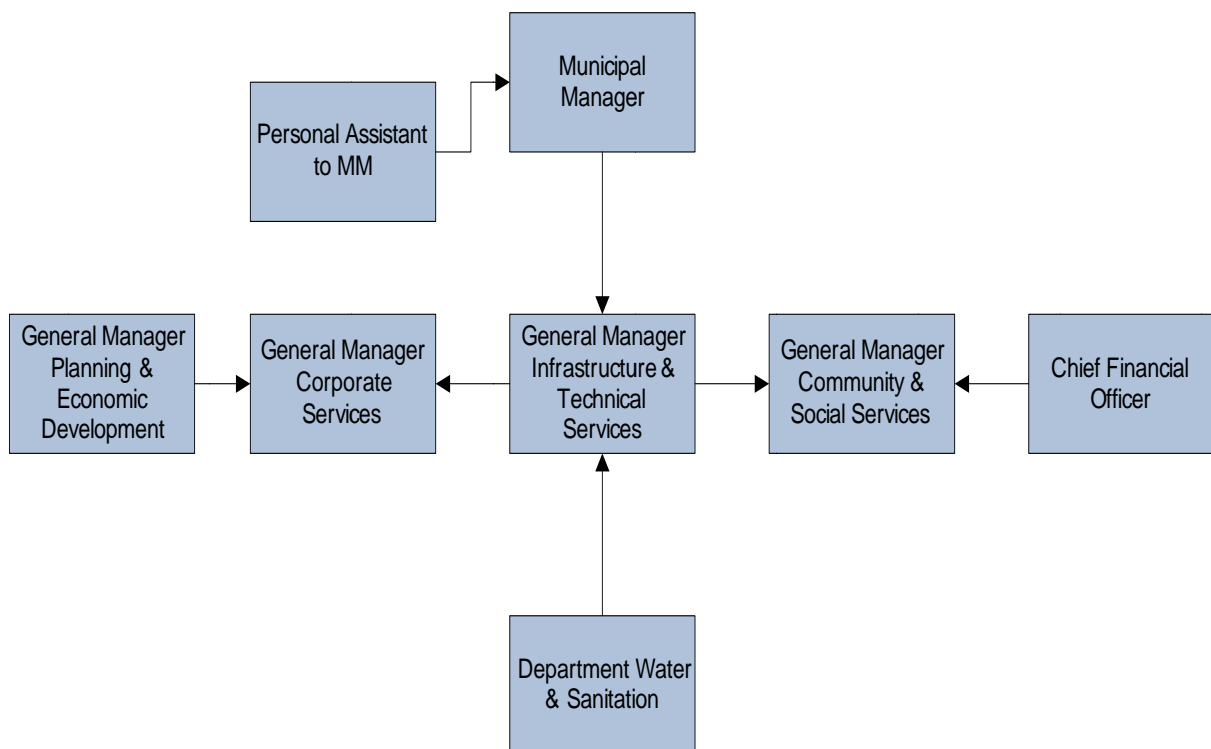 Municipal
Manager
Personal Assistant
to MM
General Manager
Planning &
Economic
Development
General Manager
Corporate
Services
General Manager
Infrastructure &
Technical
Services
General Manager
Community &
Social Services
Chief Financial
Officer
Department Water
& Sanitation